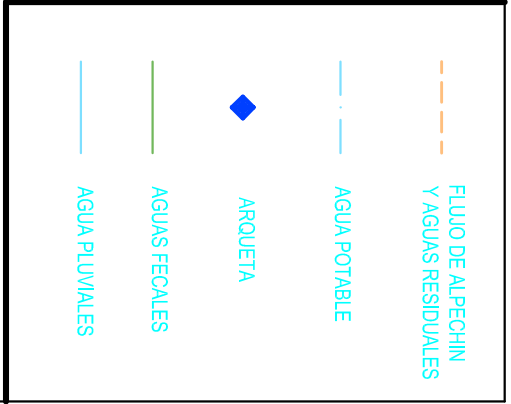 FLUJO DE ALPECHIN
Y AGUAS RESIDUALES
AGUA POTABLE
ARQUETA
AGUAS FECALES
AGUA PLUVIALES